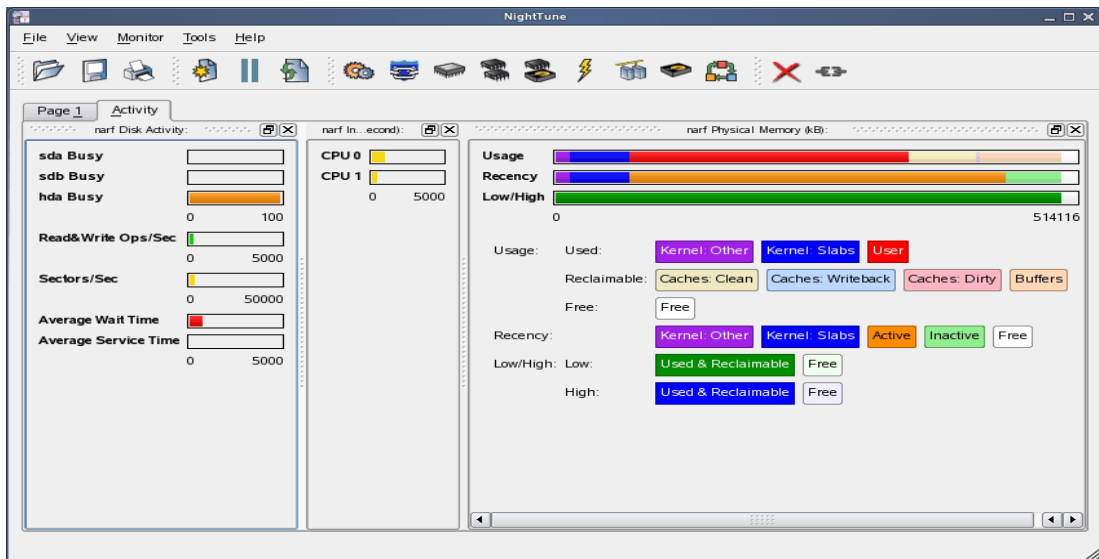 NightTune
File View Monitor Tools Help
Page 1 Activity
narf Disk Activity:
sda Busy
sdb Busy
hda Busy
0 100
Read&Write Ops/Sec
0 5000
Sectors/Sec
0 50000
Average Wait Time
Average Service Time
0 5000
narf In...econd):
CPU 0
CPU 1
0 5000
narf Physical Memory (kB):
Usage
Recency
Low/High
0 514116
Usage: Used: Kernel: Other Kernel: Slabs User
Reclaimable: Caches: Clean Caches: Writeback Caches: Dirty Buffers
Free: Free
Recency: Kernel: Other Kernel: Slabs Active Inactive Free
Low/High: Low: Used & Reclaimable Free
High: Used & Reclaimable Free